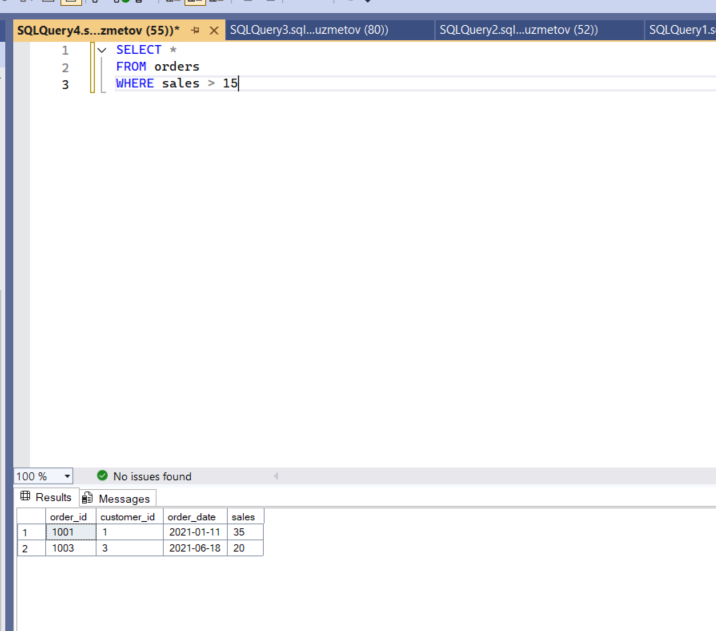 SQLQuery4.s...zmetov (55))* SQLQuery3.sql...uzmetov (80)) SQLQuery2.sql...uzmetov (52)) SQLQuery1.s
1 SELECT *
2 FROM orders
3 WHERE sales > 15
100 % No issues found
Results Messages
order_id customer_id order_date sales
1 1001 1 2021-01-11 35
2 1003 3 2021-06-18 20